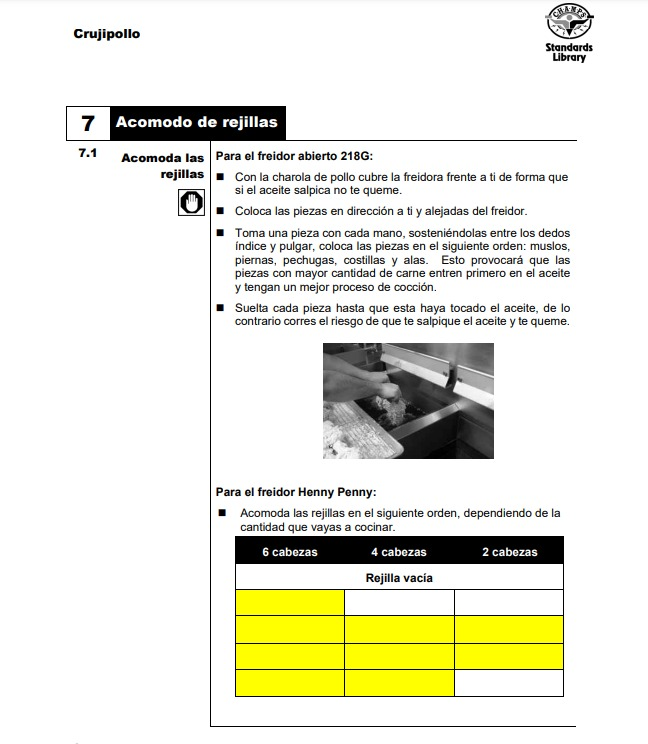 Crujipollo
CHAMPS
Standards
Library
7 Acomodo de rejillas
7.1 Acomoda las
rejillas
Para el freidor abierto 218G:
■ Con la charola de pollo cubre la freidora frente a ti de forma que
si el aceite salpica no te queme.
■ Coloca las piezas en dirección a ti y alejadas del freidor.
■ Toma una pieza con cada mano, sosteniéndolas entre los dedos
índice y pulgar, coloca las piezas en el siguiente orden: muslos,
piernas, pechugas, costillas y alas. Esto provocará que las
piezas con mayor cantidad de carne entren primero en el aceite
y tengan un mejor proceso de cocción.
■ Suelta cada pieza hasta que esta haya tocado el aceite, de lo
contrario corres el riesgo de que te salpique el aceite y te queme.
Para el freidor Henny Penny:
■ Acomoda las rejillas en el siguiente orden, dependiendo de la
cantidad que vayas a cocinar.
6 cabezas 4 cabezas 2 cabezas
Rejilla vacía